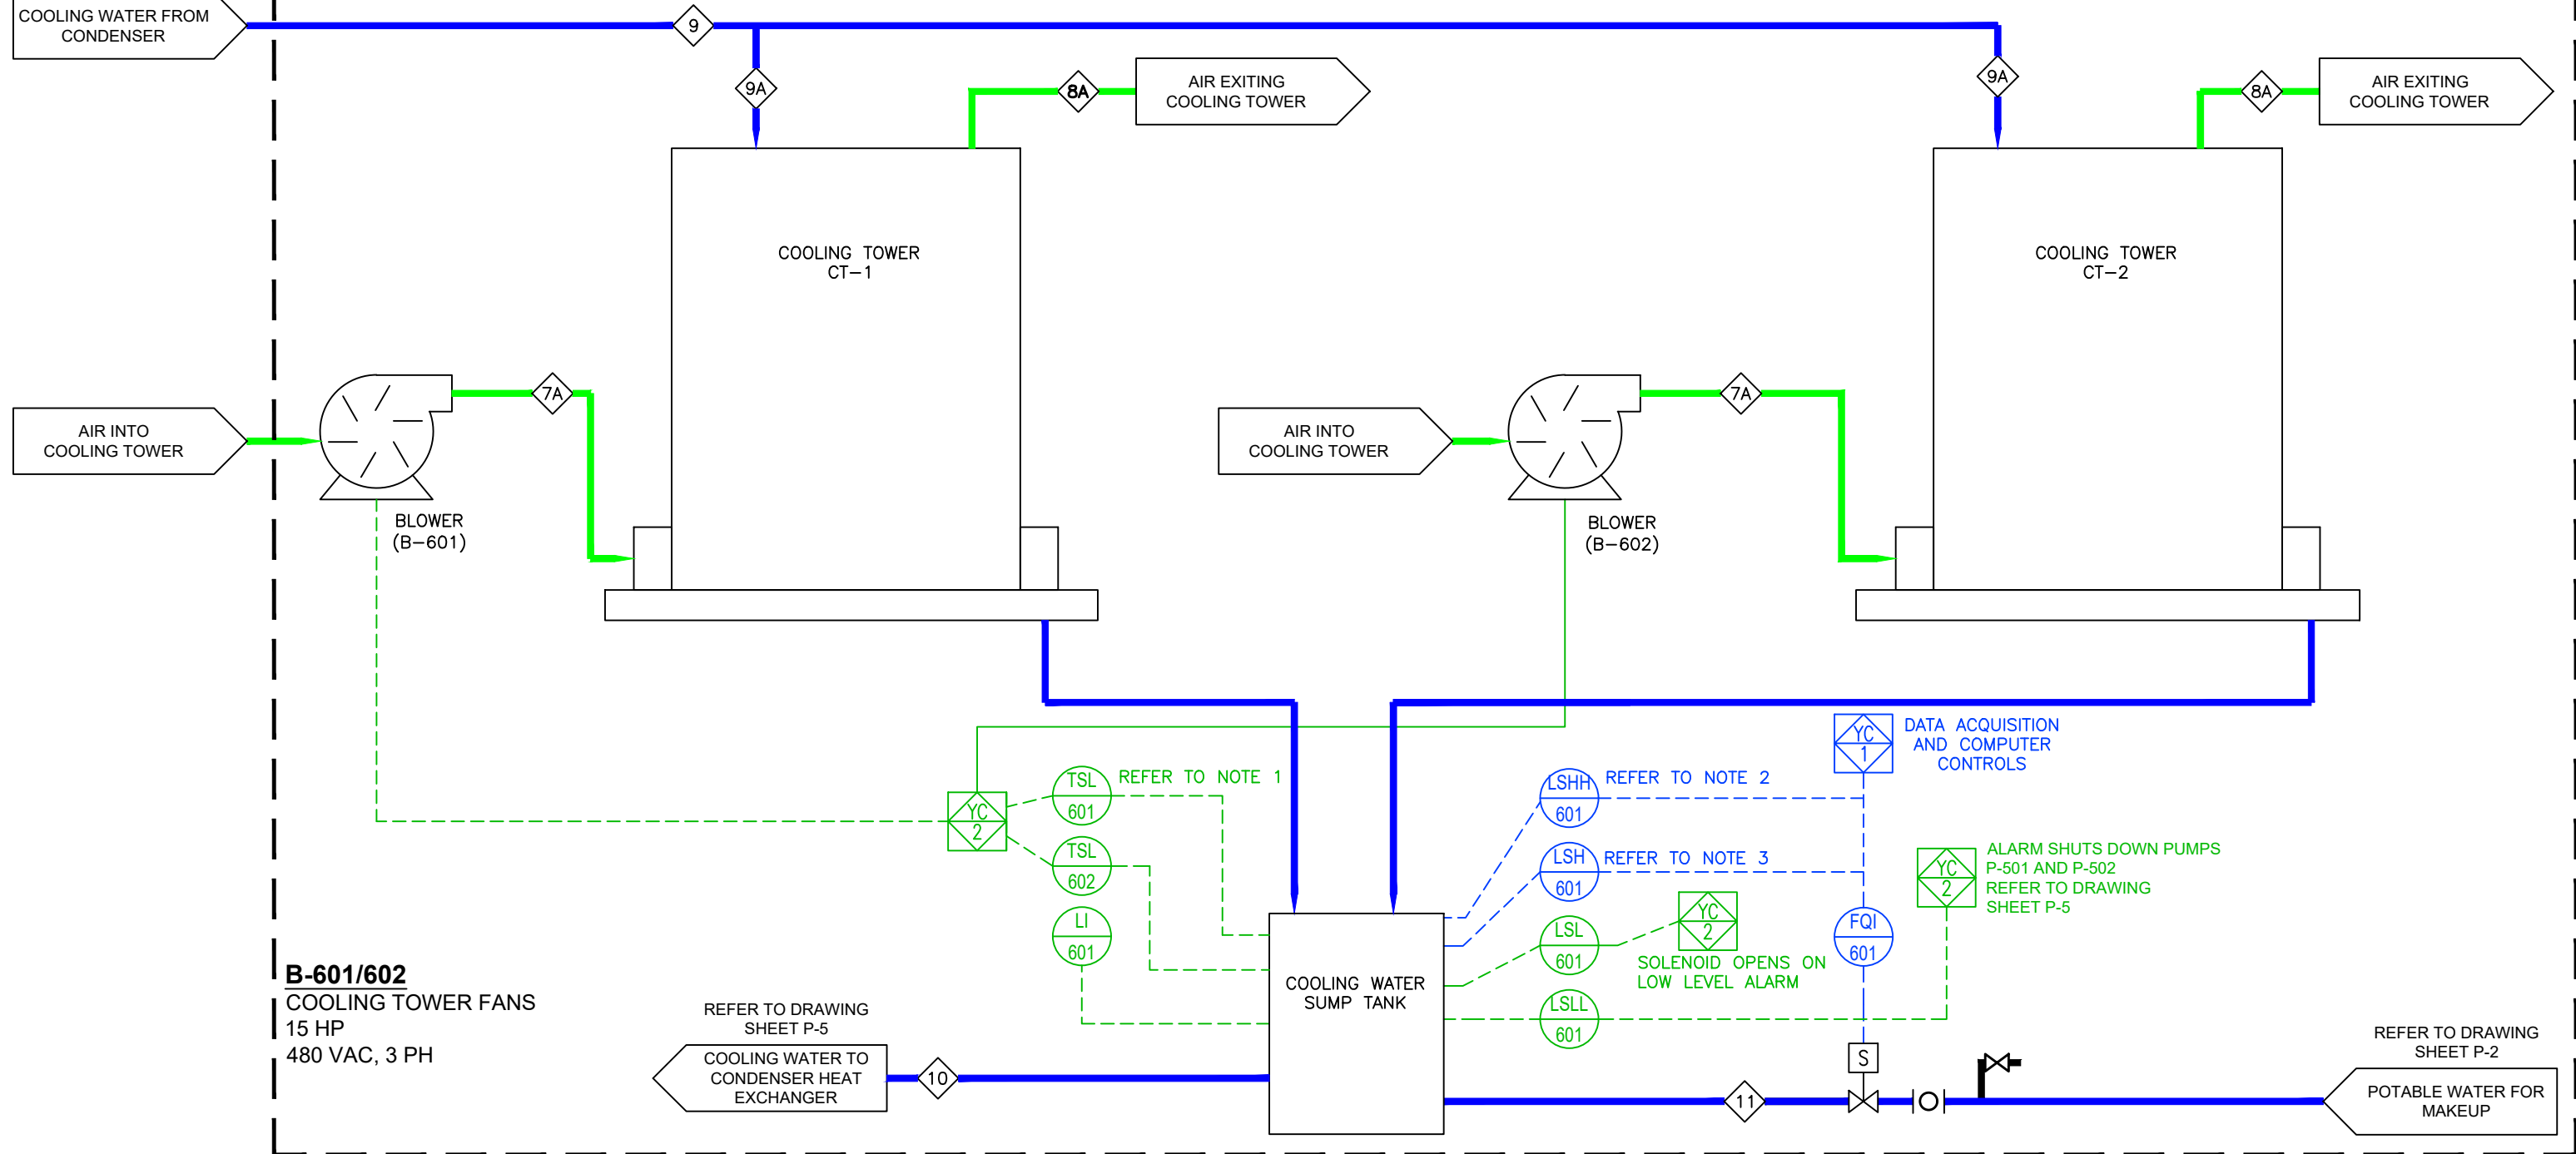 COOLING WATER FROM
CONDENSER
9
9A
8A
AIR EXITING
COOLING TOWER
9A
8A
AIR EXITING
COOLING TOWER
COOLING TOWER
CT-1
COOLING TOWER
CT-2
AIR INTO
COOLING TOWER
7A
BLOWER
(B-601)
AIR INTO
COOLING TOWER
7A
BLOWER
(B-602)
YC
2
TSL
601
REFER TO NOTE 1
TSL
602
LI
601
LSHH
601
REFER TO NOTE 2
LSH
601
REFER TO NOTE 3
LSL
601
YC
2
SOLENOID OPENS ON
LOW LEVEL ALARM
LSLL
601
YC
1
DATA ACQUISITION
AND COMPUTER
CONTROLS
FQI
601
YC
2
ALARM SHUTS DOWN PUMPS
P-501 AND P-502
REFER TO DRAWING
SHEET P-5
B-601/602
COOLING TOWER FANS
15 HP
480 VAC, 3 PH
REFER TO DRAWING
SHEET P-5
COOLING WATER TO
CONDENSER HEAT
EXCHANGER
10
COOLING WATER
SUMP TANK
11
S
REFER TO DRAWING
SHEET P-2
POTABLE WATER FOR
MAKEUP